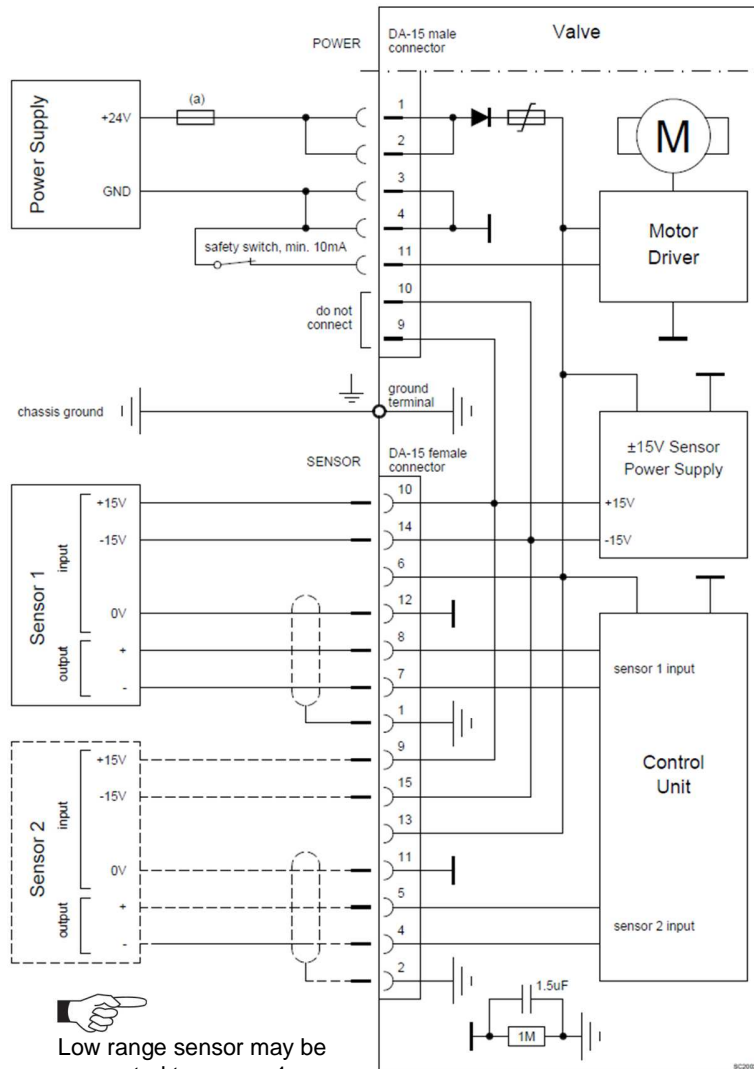 POWER
DA-15 male
connector
Valve
Power Supply
+24V
(a)
GND
safety switch, min. 10mA
do not
connect
1
2
3
4
11
10
9
M
Motor
Driver
chassis ground
ground
terminal
SENSOR
DA-15 female
connector
±15V Sensor
Power Supply
+15V
-15V
Sensor 1
input
+15V
-15V
0V
output
+
-
10
14
6
12
8
7
1
sensor 1 input
Control
Unit
sensor 2 input
Sensor 2
input
+15V
-15V
0V
output
+
-
9
15
13
11
5
4
2
1.5uF
1M
Low range sensor may be